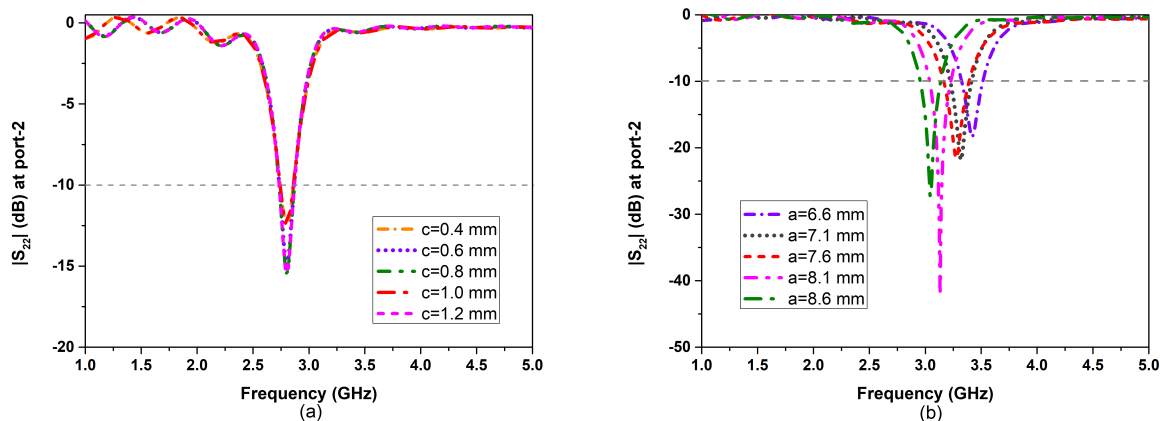 0
-5
-10
-15
-20
|S22| (dB) at port-2
c=0.4 mm
c=0.6 mm
c=0.8 mm
c=1.0 mm
c=1.2 mm
1.0 1.5 2.0 2.5 3.0 3.5 4.0 4.5 5.0
Frequency (GHz)
(a)
0
-10
-20
-30
-40
-50
|S22| (dB) at port-2
a=6.6 mm
a=7.1 mm
a=7.6 mm
a=8.1 mm
a=8.6 mm
1.0 1.5 2.0 2.5 3.0 3.5 4.0 4.5 5.0
Frequency (GHz)
(b)